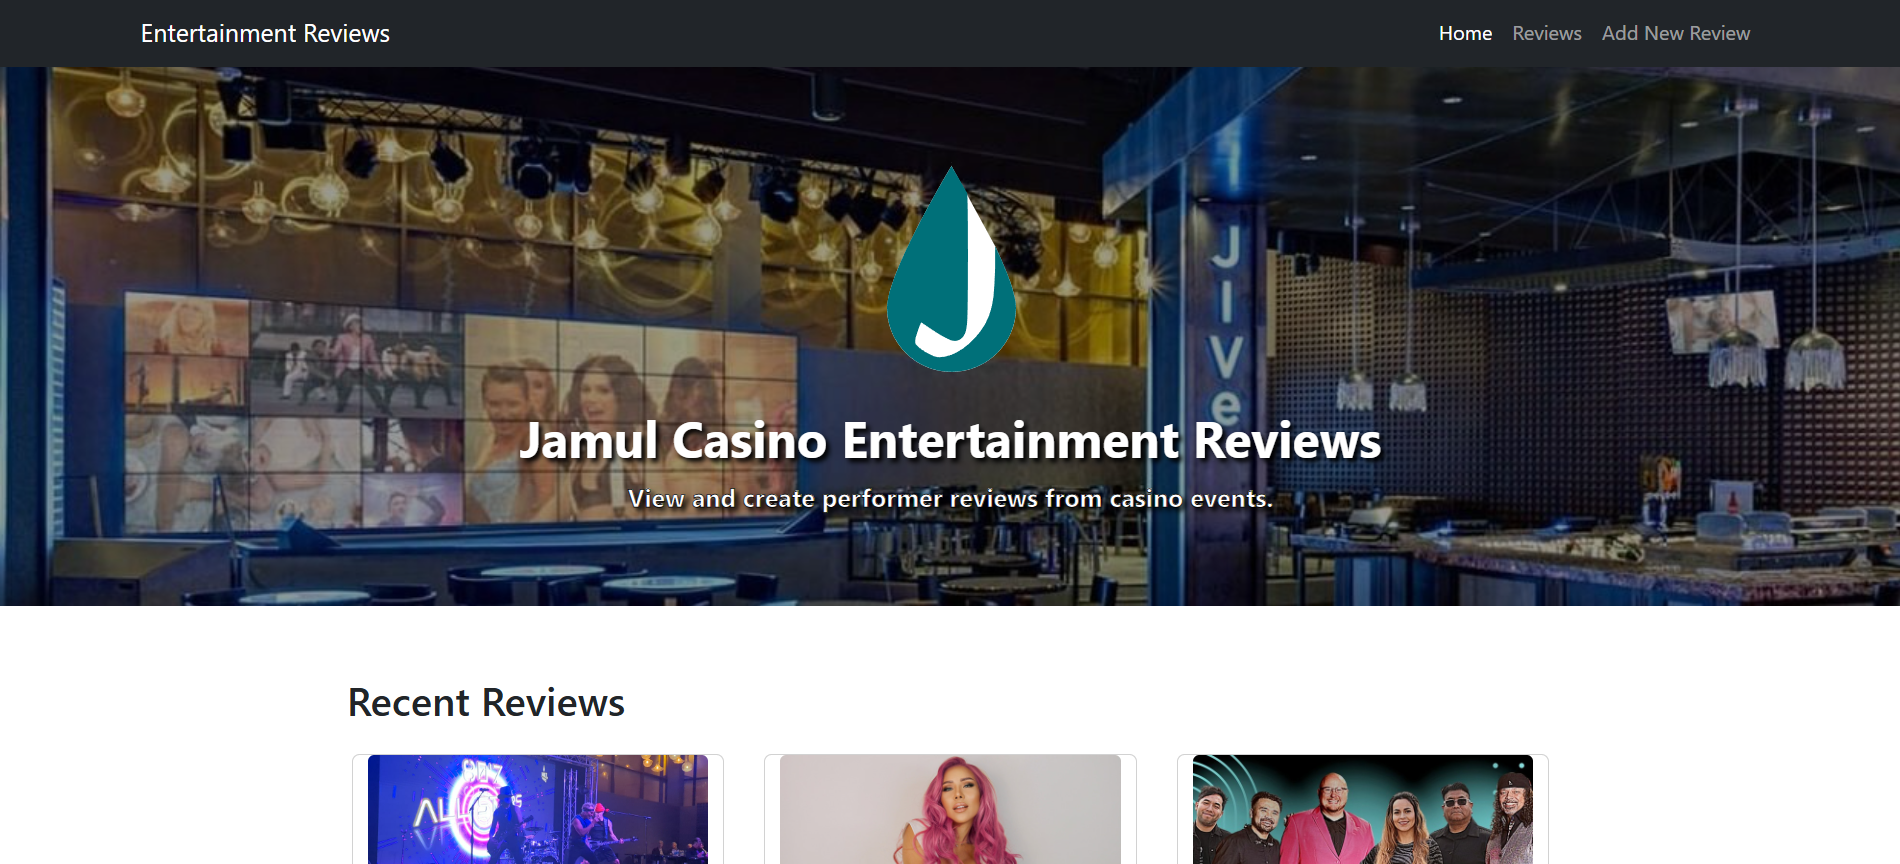 Entertainment Reviews
Home Reviews Add New Review
J
JIVe
Jamul Casino Entertainment Reviews
View and create performer reviews from casino events.
Recent Reviews